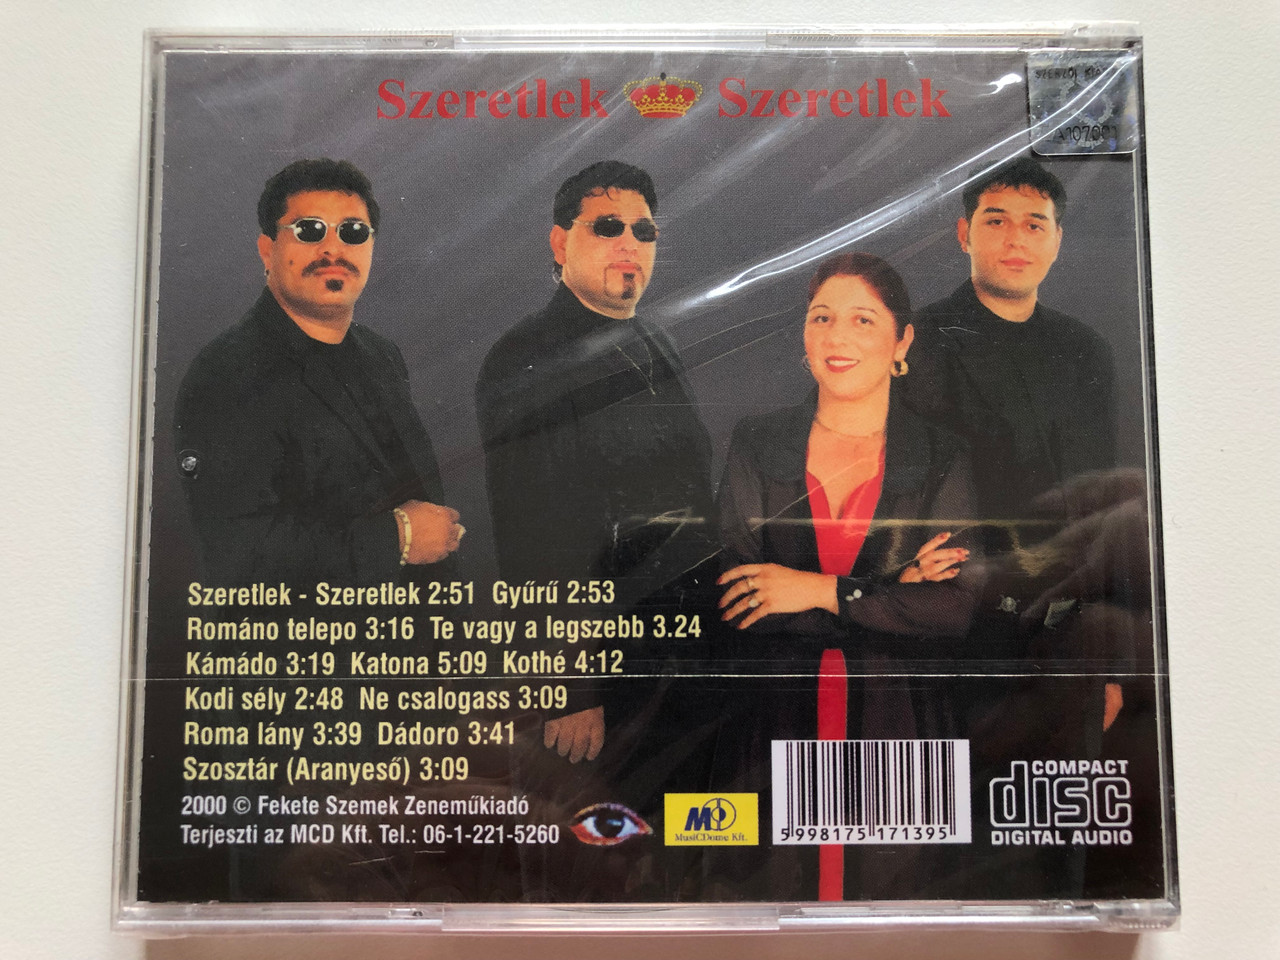 Szeretlek Szeretlek
A107001
Szeretlek - Szeretlek 2:51 Gyűrű 2:53
Románo telepo 3:16 Te vagy a legszebb 3.24
Kámádo 3:19 Katona 5:09 Kothé 4:12
Kodi sély 2:48 Ne csalogass 3:09
Roma lány 3:39 Dádoro 3:41
Szosztár (Aranyeső) 3:09
2000 © Fekete Szemek Zeneműkiadó
Terjeszti az MCD Kft. Tel.: 06-1-221-5260
MusiCDome Kft.
5 998175 171395
COMPACT
disc
DIGITAL AUDIO